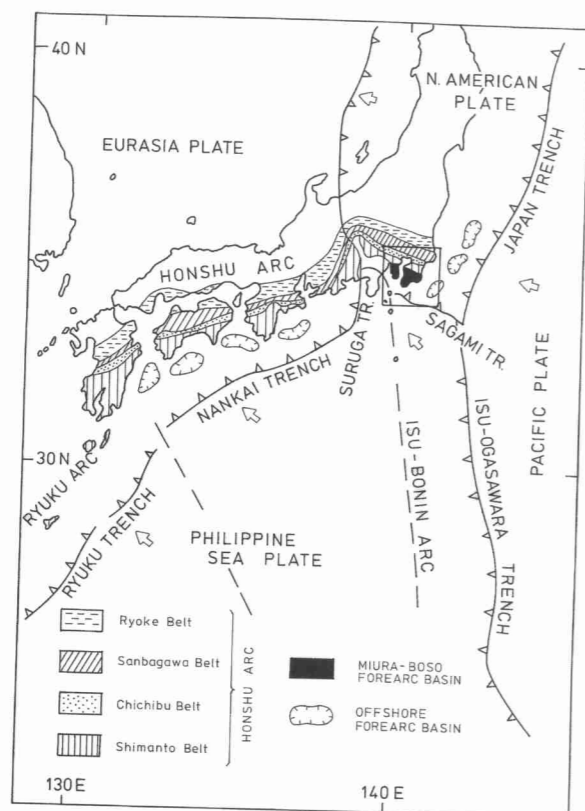 40 N
N. AMERICAN
PLATE
EURASIA PLATE
JAPAN TRENCH
HONSHU ARC
SURUGA TR.
SAGAMI TR.
NANKAI TRENCH
PACIFIC PLATE
30N
RYUKU ARC
RYUKU TRENCH
ISU-BONIN ARC
ISU-OGASAWARA
TRENCH
PHILIPPINE
SEA PLATE
Ryoke Belt
Sanbagawa Belt
Chichibu Belt
Shimanto Belt
HONSHU ARC
MIURA-BOSO
FOREARC BASIN
OFFSHORE
FOREARC BASIN
130 E
140 E